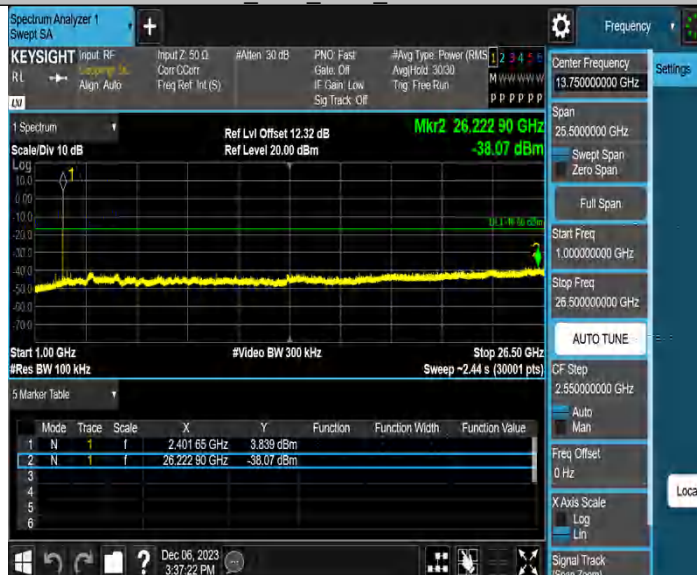 Spectrum Analyzer 1
Swept SA
+
Frequency
KEYSIGHT
Input: RF
Input Z: 50 Ω
#Atten: 30 dB
PNO: Fast
#Avg Type: Power (RMS
1 2 3 4 5 6
RL
Corr CCorr
Gate: Off
Avg|Hold: 30/30
M W W W W W
Align: Auto
Freq Ref: Int (S)
IF Gain: Low
Trig: Free Run
Sig Track: Off
P P P P P P
LXI
1 Spectrum
Scale/Div 10 dB
Ref Lvl Offset 12.32 dB
Ref Level 20.00 dBm
Mkr2 26.222 90 GHz
-38.07 dBm
Log
10.0
0.00
-10.0
-20.0
-30.0
-40.0
-50.0
-60.0
-70.0
1
2
Start 1.00 GHz
#Video BW 300 kHz
Stop 26.50 GHz
#Res BW 100 kHz
Sweep ~2.44 s (30001 pts)
5 Marker Table
Mode Trace Scale X Y Function Function Width Function Value
1 N 1 f 2.401 65 GHz 3.839 dBm
2 N 1 f 26.222 90 GHz -38.07 dBm
3
4
5
6
?
Dec 06, 2023
3:37:22 PM
Center Frequency
13.750000000 GHz
Settings
Span
25.5000000 GHz
Swept Span
Zero Span
Full Span
Start Freq
1.000000000 GHz
Stop Freq
26.500000000 GHz
AUTO TUNE
CF Step
2.550000000 GHz
Auto
Man
Freq Offset
0 Hz
Loca
X Axis Scale
Log
Lin
Signal Track
(Span Zoom)